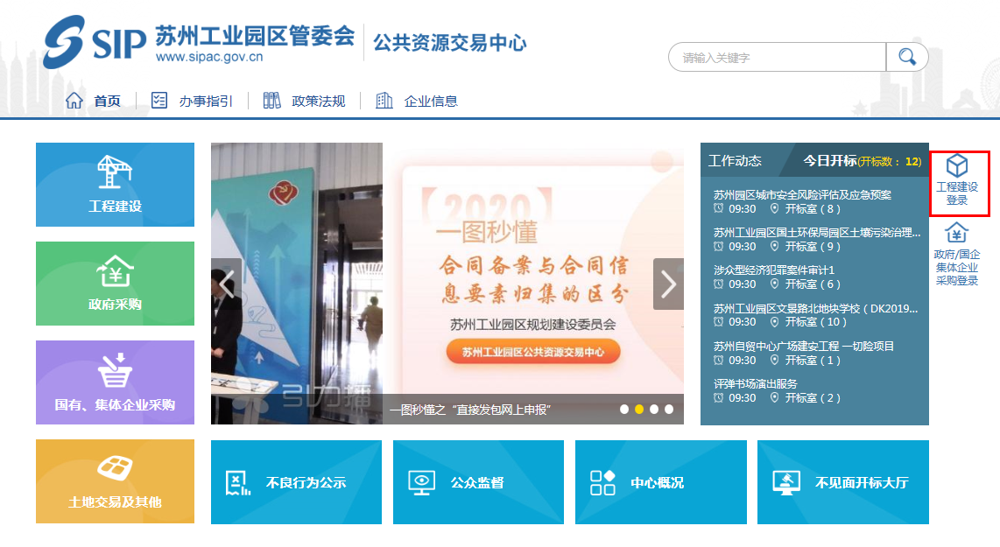 SIP 苏州工业园区管委会 公共资源交易中心
www.sipac.gov.cn
请输入关键字
首页 办事指引 政策法规 企业信息
工程建设
政府采购
国有、集体企业采购
土地交易及其他
2020
一图秒懂
合同备案与合同信
息要素归集的区分
苏州工业园区规划建设委员会
苏州工业园区公共资源交易中心
引力播
一图秒懂之“直接发包网上申报”
工作动态 今日开标(开标数： 12)
苏州园区城市安全风险评估及应急预案
09:30 开标室 ( 8 )
苏州工业园区国土环保局园区土壤污染治理...
09:30 开标室 ( 9 )
涉众型经济犯罪案件审计1
09:30 开标室 ( 6 )
苏州工业园区文景路北地块学校（DK2019...
09:30 开标室 ( 10 )
苏州自贸中心广场建安工程 一切险项目
09:30 开标室 ( 1 )
评弹书场演出服务
09:30 开标室 ( 2 )
工程建设
登录
政府/国企
集体企业
采购登录
不良行为公示
公众监督
中心概况
不见面开标大厅